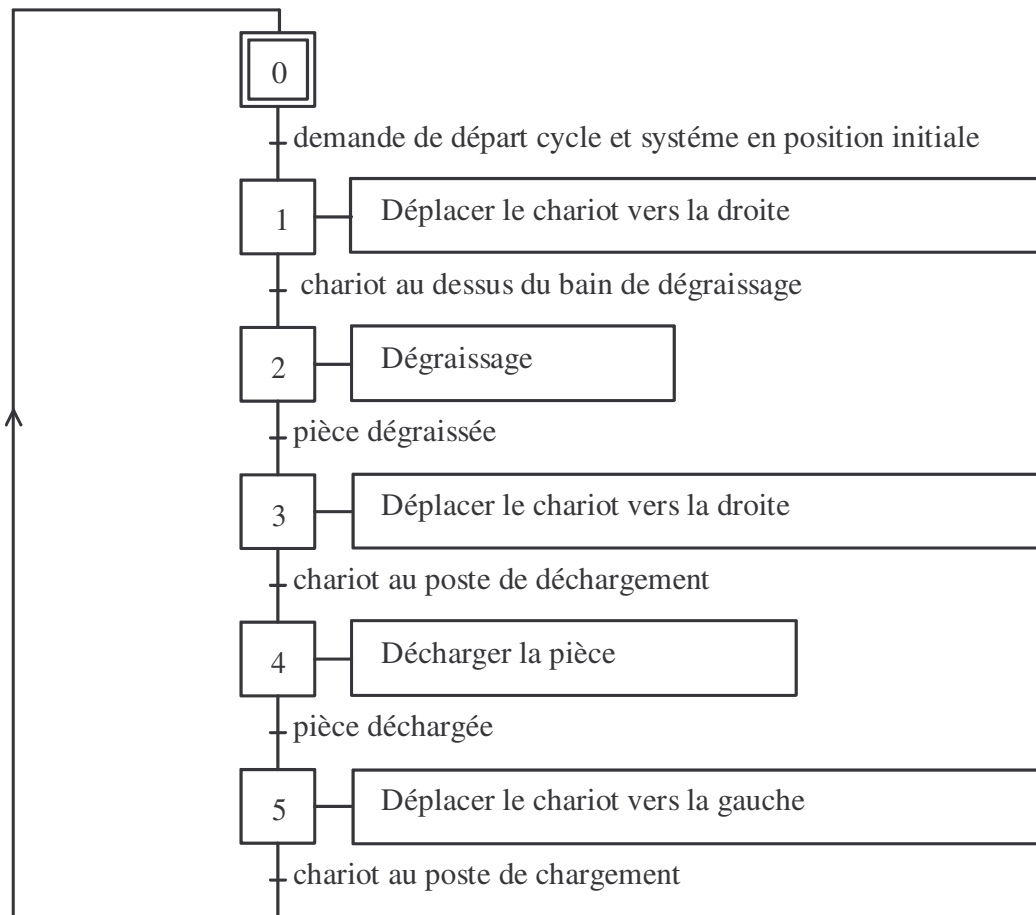 0
demande de départ cycle et systéme en position initiale
1
Déplacer le chariot vers la droite
chariot au dessus du bain de dégraissage
2
Dégraissage
pièce dégraissée
3
Déplacer le chariot vers la droite
chariot au poste de déchargement
4
Décharger la pièce
pièce déchargée
5
Déplacer le chariot vers la gauche
chariot au poste de chargement